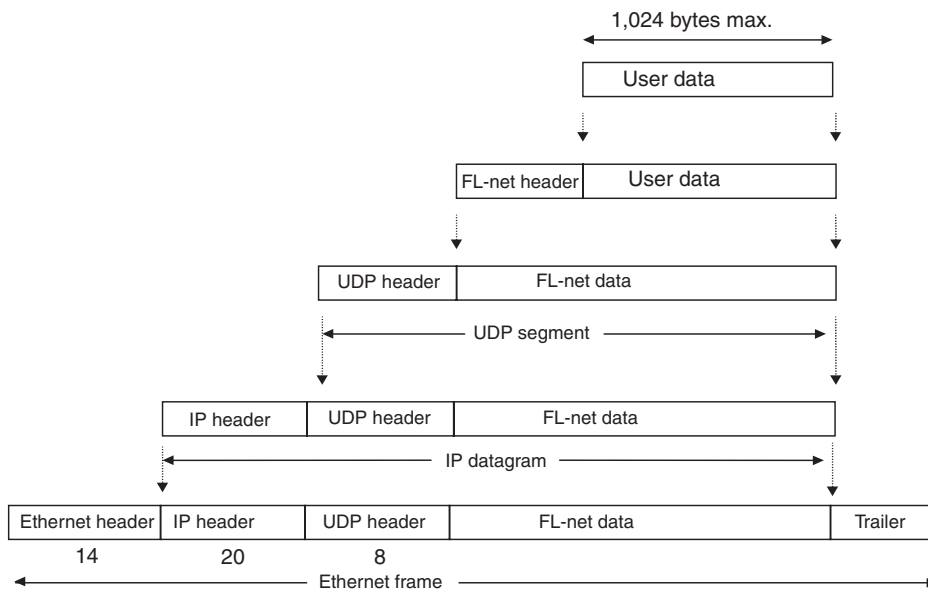 1,024 bytes max.
User data
FL-net header User data
UDP header FL-net data
UDP segment
IP header UDP header FL-net data
IP datagram
Ethernet header IP header UDP header FL-net data Trailer
14 20 8
Ethernet frame